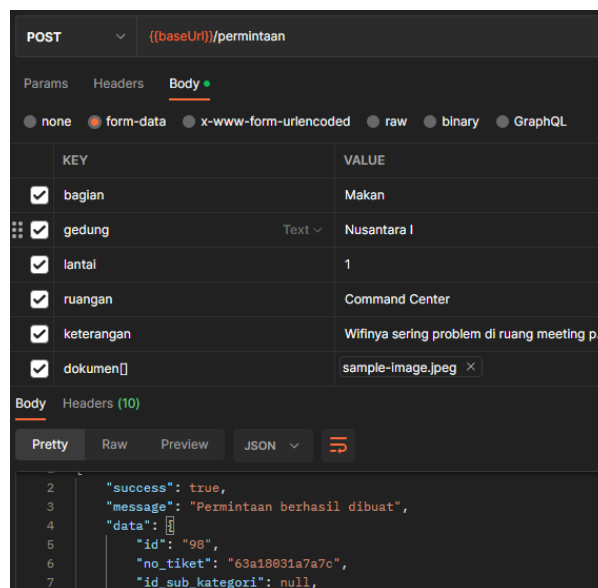 POST {{baseUrl}}/permintaan
Params Headers Body
none form-data x-www-form-urlencoded raw binary GraphQL
KEY VALUE
bagian Makan
gedung Text Nusantara I
lantai 1
ruangan Command Center
keterangan Wifinya sering problem di ruang meeting p.
dokumen[] sample-image.jpeg ×
Body Headers (10)
Pretty Raw Preview JSON
2 "success": true,
3 "message": "Permintaan berhasil dibuat",
4 "data": {
5 "id": "98",
6 "no_tiket": "63a18031a7a7c",
7 "id_sub_kategori": null,